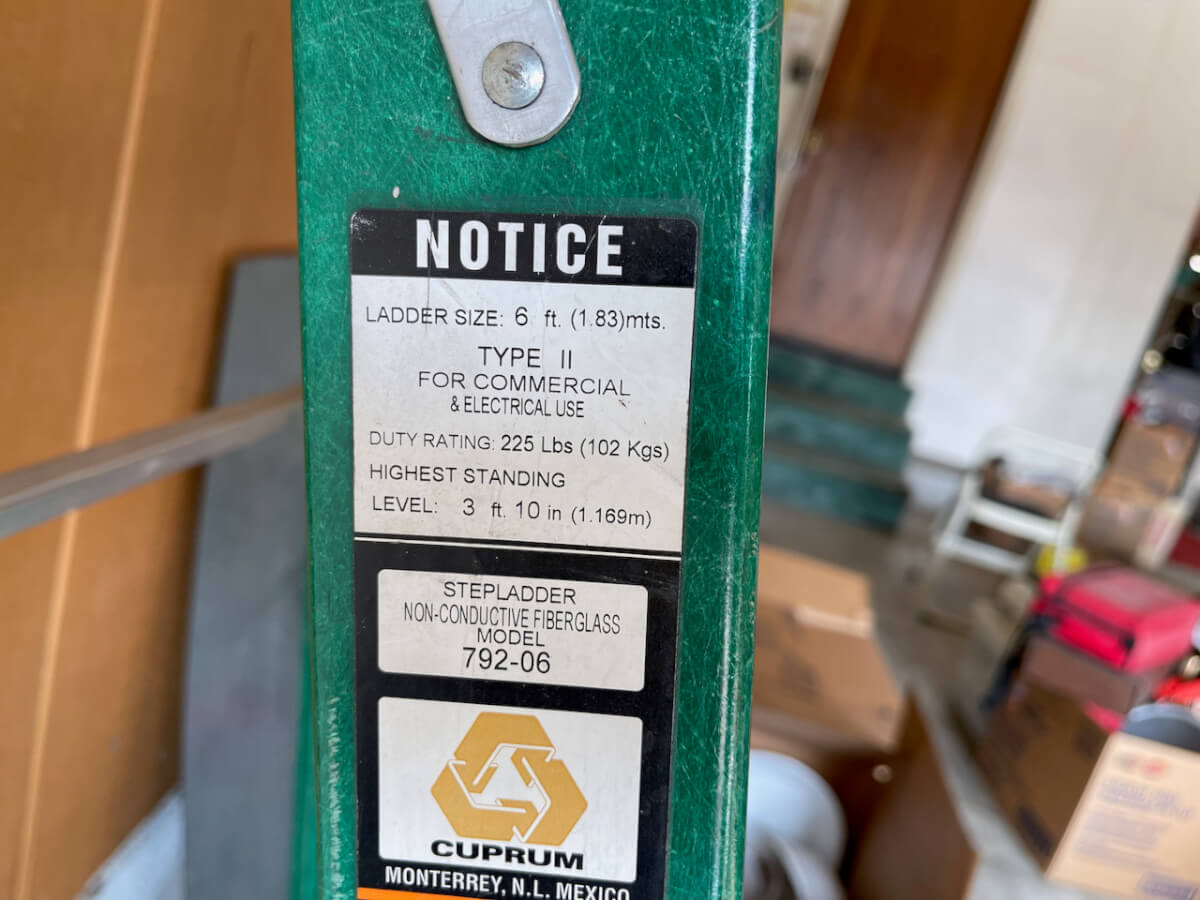 NOTICE
LADDER SIZE: 6 ft. (1.83)mts.
TYPE II
FOR COMMERCIAL
& ELECTRICAL USE
DUTY RATING: 225 Lbs (102 Kgs)
HIGHEST STANDING
LEVEL: 3 ft. 10 in (1.169m)
STEPLADDER
NON-CONDUCTIVE FIBERGLASS
MODEL
792-06
CUPRUM
MONTERREY, N.L. MEXICO